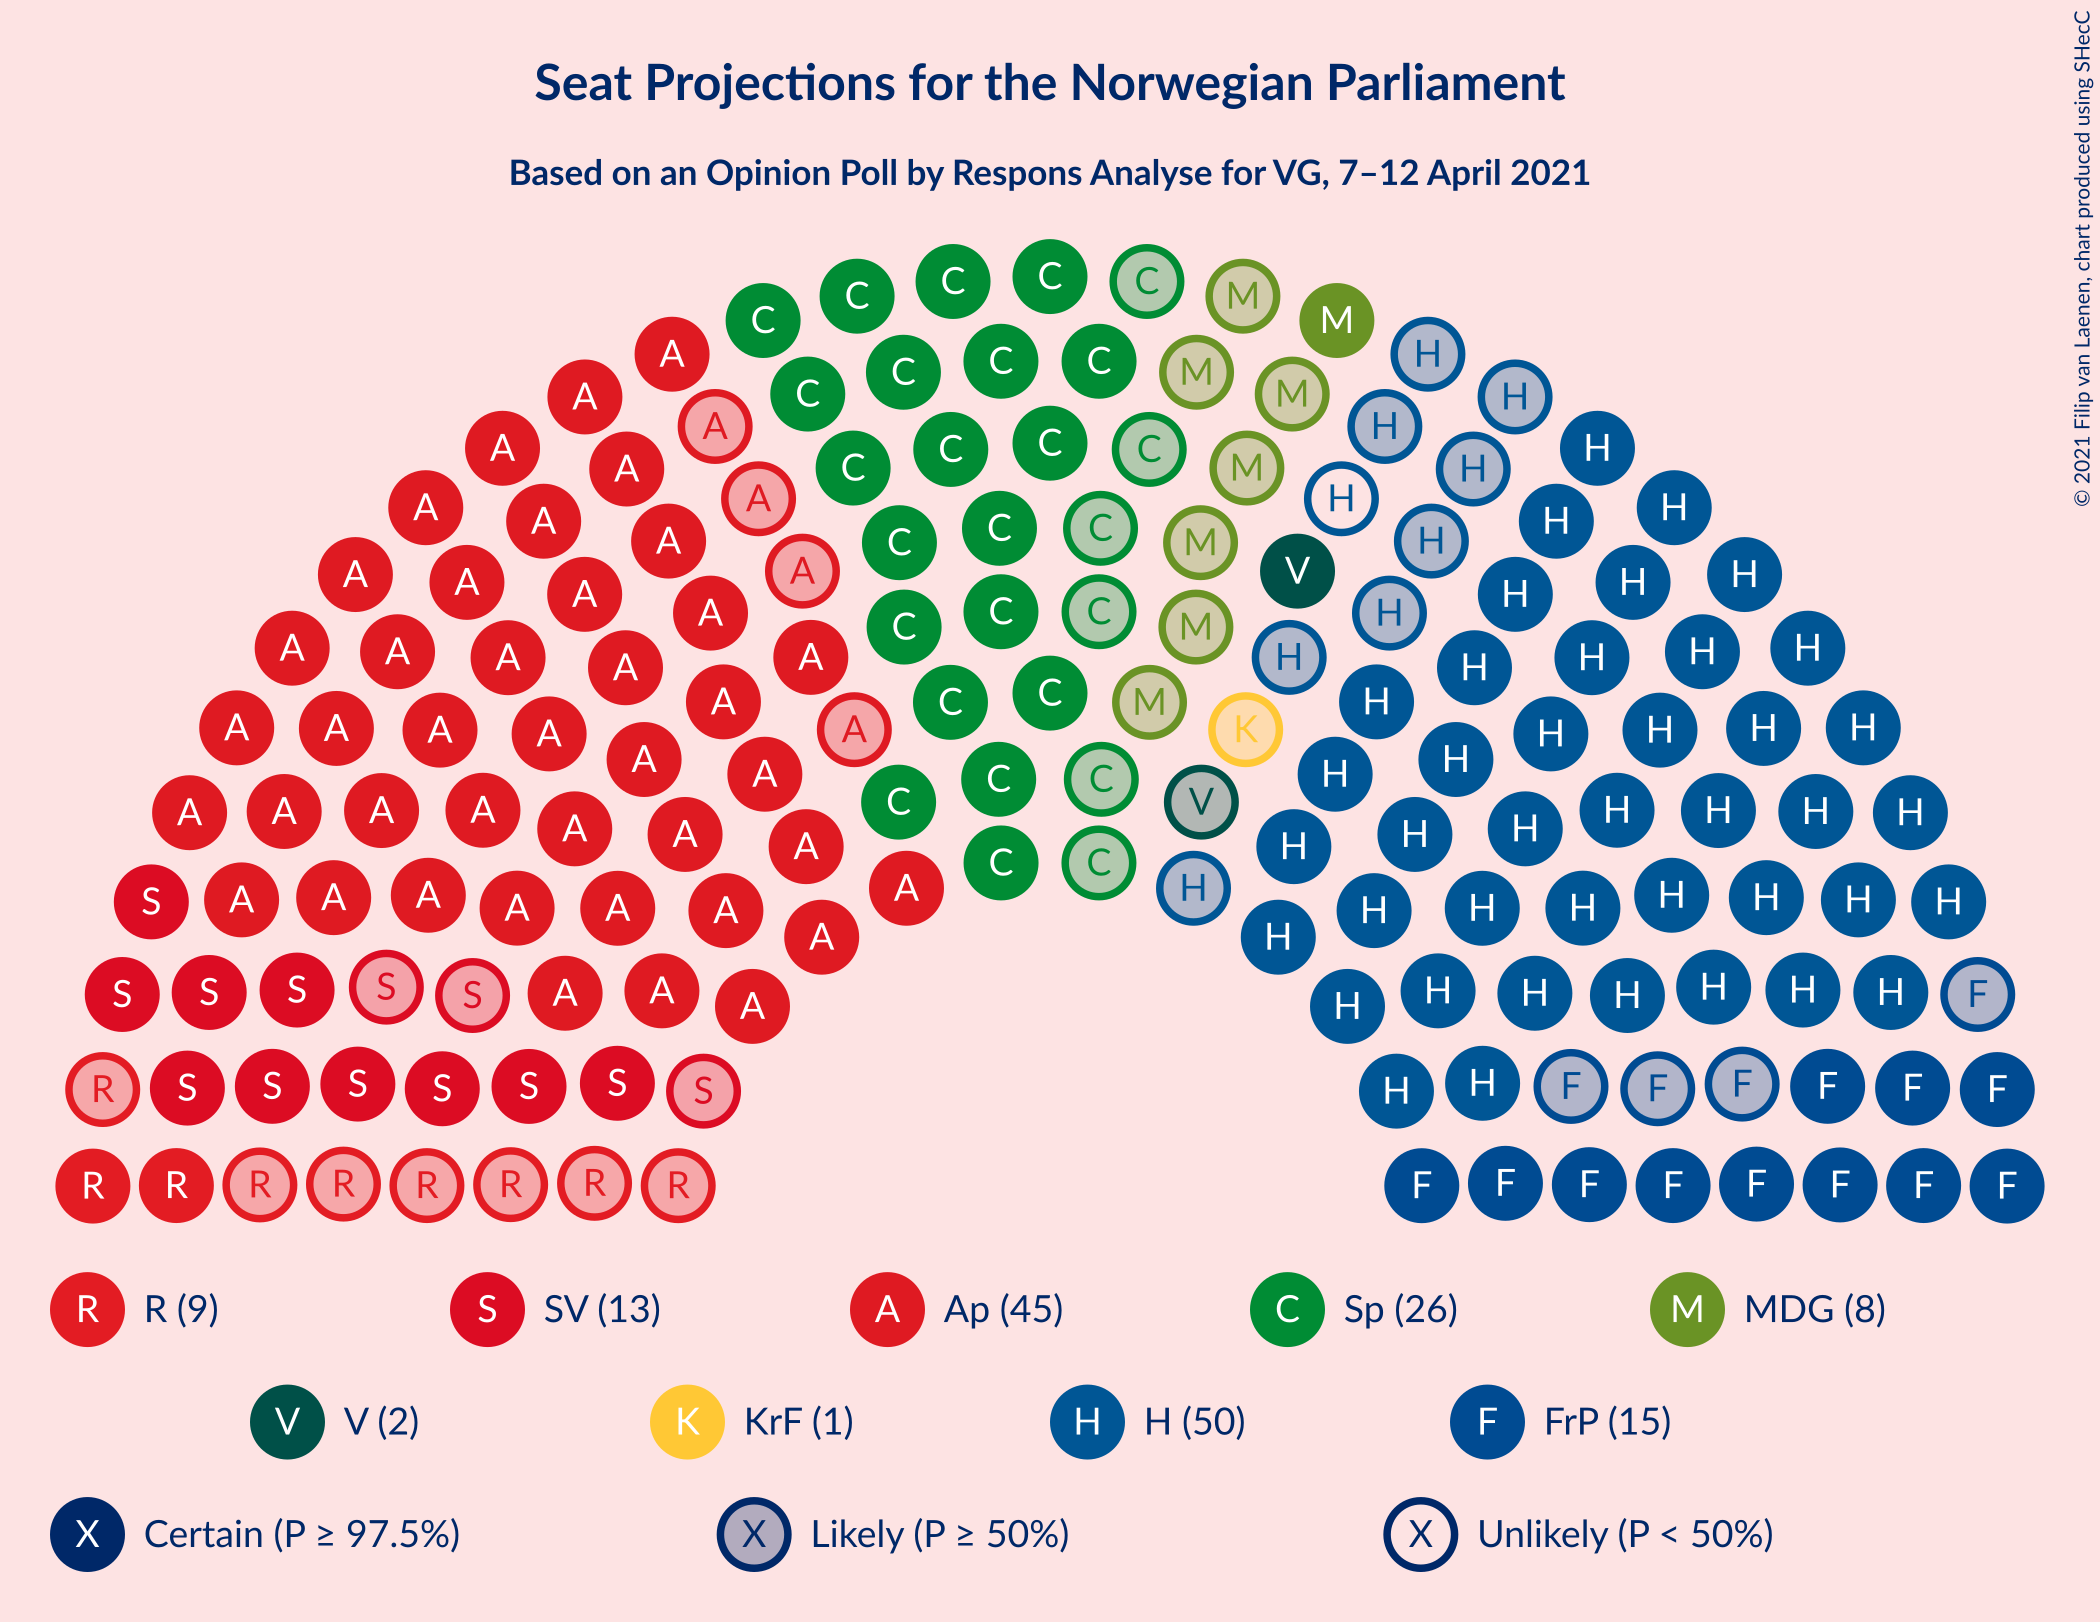 Seat Projections for the Norwegian Parliament
Based on an Opinion Poll by Respons Analyse for VG, 7–12 April 2021
© 2021 Filip van Laenen, chart produced using SHecC
C C C C C M M
A C C C C M M H H
A A C C C C M H H H
A A A C C C M H H H
A A A A C C C M V H H H
A A A A A C C M H H H H H
A A A A A A C C M K H H H H H
A A A A A A A C C C V H H H H H H H
A A A A A A A C C H H H H H H H
S A A A A A A A H H H H H H H H
S S S S S A A A H H H H H H H F
R S S S S S S S H H F F F F F F
R R R R R R R R F F F F F F F F
R R (9) S SV (13) A Ap (45) C Sp (26) M MDG (8)
V V (2) K KrF (1) H H (50) F FrP (15)
X Certain (P ≥ 97.5%) X Likely (P ≥ 50%) X Unlikely (P < 50%)